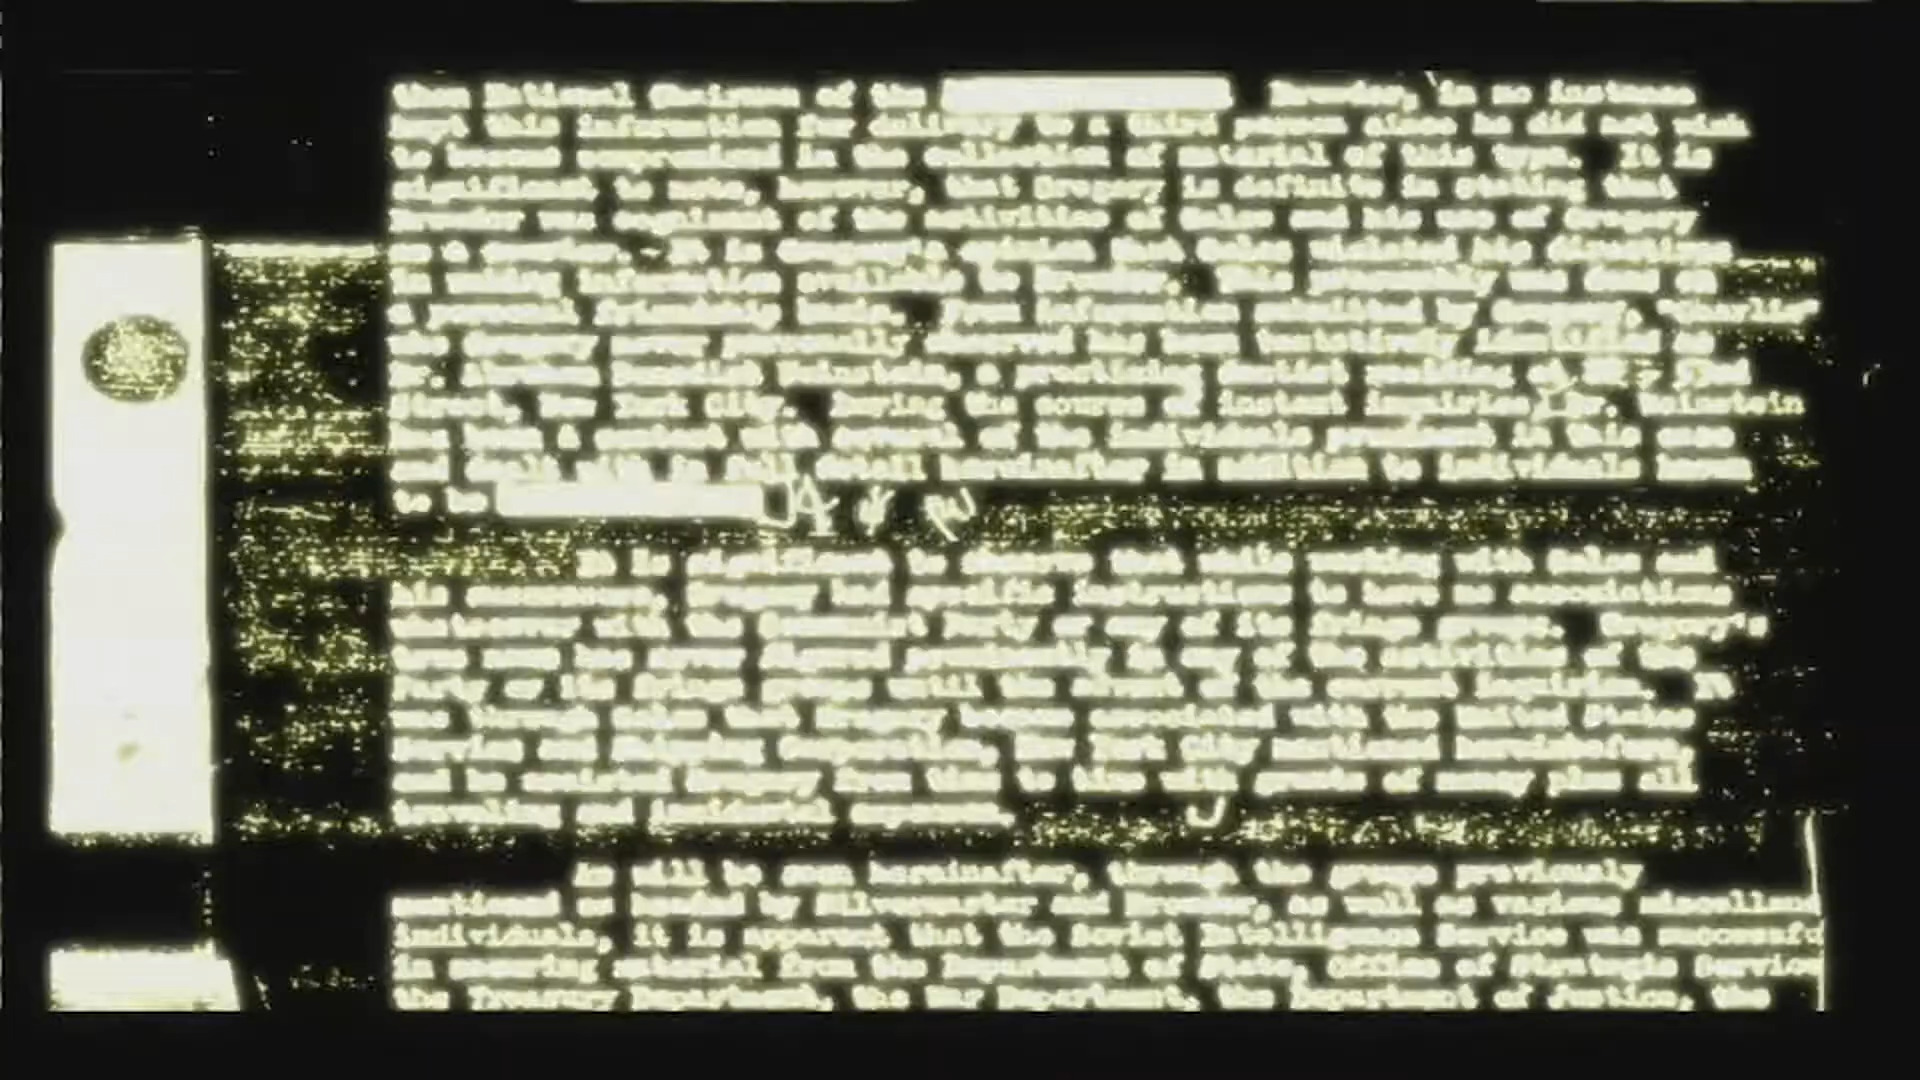 then National Chairman of the Browder, in no instance
kept this information for delivery to a third person since he did not wish
to become in the collection of material of this type. It is
significant to note, however, that Gregory is definite in stating that
Browder was cognizant of the activities of Golos and his use of Gregory
as a courier. It is Gregory's opinion that Golos violated his directions
in making information available to Browder. This presumably was done on
a personal friendship basis. From information submitted by Gregory, "Charlie"
who Gregory never personally observed has been tentatively identified as
Dr. Abraham Benedict Weinstein, a practicing dentist residing at 20 East 72nd
Street, New York City. During the course of instant inquiries, Dr. Weinstein
has been in contact with several of the individuals prominent in this case
and dealt with in full detail hereinafter in addition to individuals known
to be
It is significant to observe that while working with Golos and
his successors, Gregory had specific instructions to have no associations
whatsoever with the Communist Party or any of its fringe groups. Gregory's
name never has been figured prominently in any of the activities of the
Party or its fringe groups until the advent of the current inquiries. It
was through Golos that Gregory became associated with the United States
Service and Shipping Corporation, New York City mentioned hereinbefore,
and he assisted Gregory from time to time with grants of money plus all
travelling and incidental expenses.
As will be seen hereinafter, through the groups previously
mentioned as headed by Silvermaster and Browder, as well as various miscellane
individuals, it is apparent that the Soviet Intelligence Service was successfu
in securing material from the Department of State, Office of Strategic Service
the Treasury Department, the War Department, the Department of Justice, the